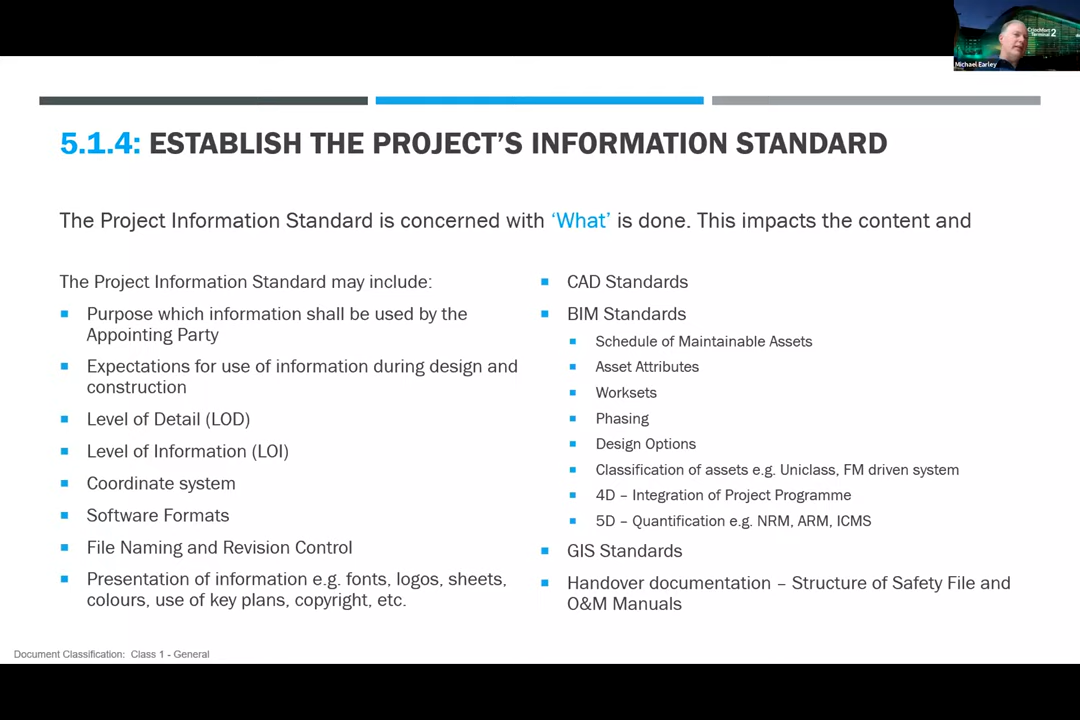 Criochfort
Terminal 2
Michael Earley
5.1.4: ESTABLISH THE PROJECT'S INFORMATION STANDARD
The Project Information Standard is concerned with ‘What’ is done. This impacts the content and
The Project Information Standard may include:
Purpose which information shall be used by the
Appointing Party
Expectations for use of information during design and
construction
Level of Detail (LOD)
Level of Information (LOI)
Coordinate system
Software Formats
File Naming and Revision Control
Presentation of information e.g. fonts, logos, sheets,
colours, use of key plans, copyright, etc.
CAD Standards
BIM Standards
Schedule of Maintainable Assets
Asset Attributes
Worksets
Phasing
Design Options
Classification of assets e.g. Uniclass, FM driven system
4D – Integration of Project Programme
5D – Quantification e.g. NRM, ARM, ICMS
GIS Standards
Handover documentation – Structure of Safety File and
O&M Manuals
Document Classification: Class 1 - General